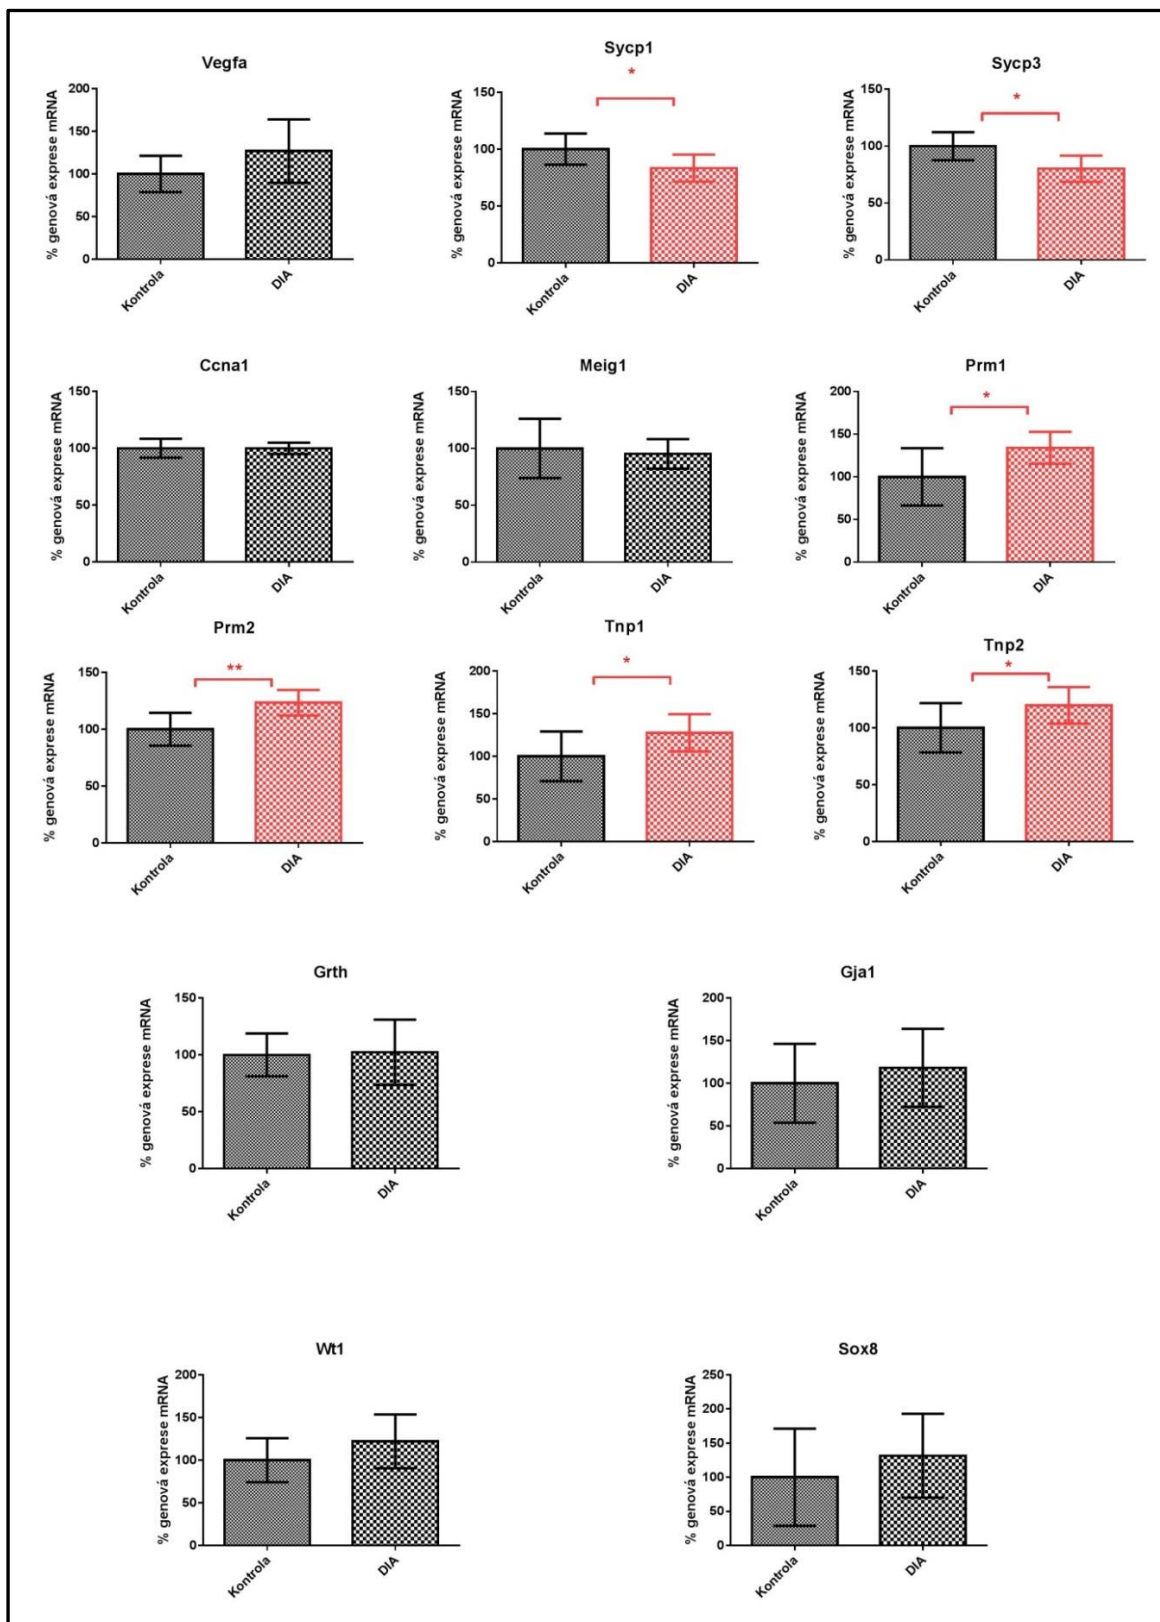 Vegfa
% genová exprese mRNA
200
150
100
50
0
Kontrola
DIA
Sycp1
*
% genová exprese mRNA
150
100
50
0
Kontrola
DIA
Sycp3
*
% genová exprese mRNA
150
100
50
0
Kontrola
DIA
Ccna1
% genová exprese mRNA
150
100
50
0
Kontrola
DIA
Meig1
% genová exprese mRNA
150
100
50
0
Kontrola
DIA
Prm1
*
% genová exprese mRNA
200
150
100
50
0
Kontrola
DIA
Prm2
**
% genová exprese mRNA
150
100
50
0
Kontrola
DIA
Tnp1
*
% genová exprese mRNA
200
150
100
50
0
Kontrola
DIA
Tnp2
*
% genová exprese mRNA
150
100
50
0
Kontrola
DIA
Grth
% genová exprese mRNA
150
100
50
0
Kontrola
DIA
Gja1
% genová exprese mRNA
200
150
100
50
0
Kontrola
DIA
Wt1
% genová exprese mRNA
200
150
100
50
0
Kontrola
DIA
Sox8
% genová exprese mRNA
250
200
150
100
50
0
Kontrola
DIA